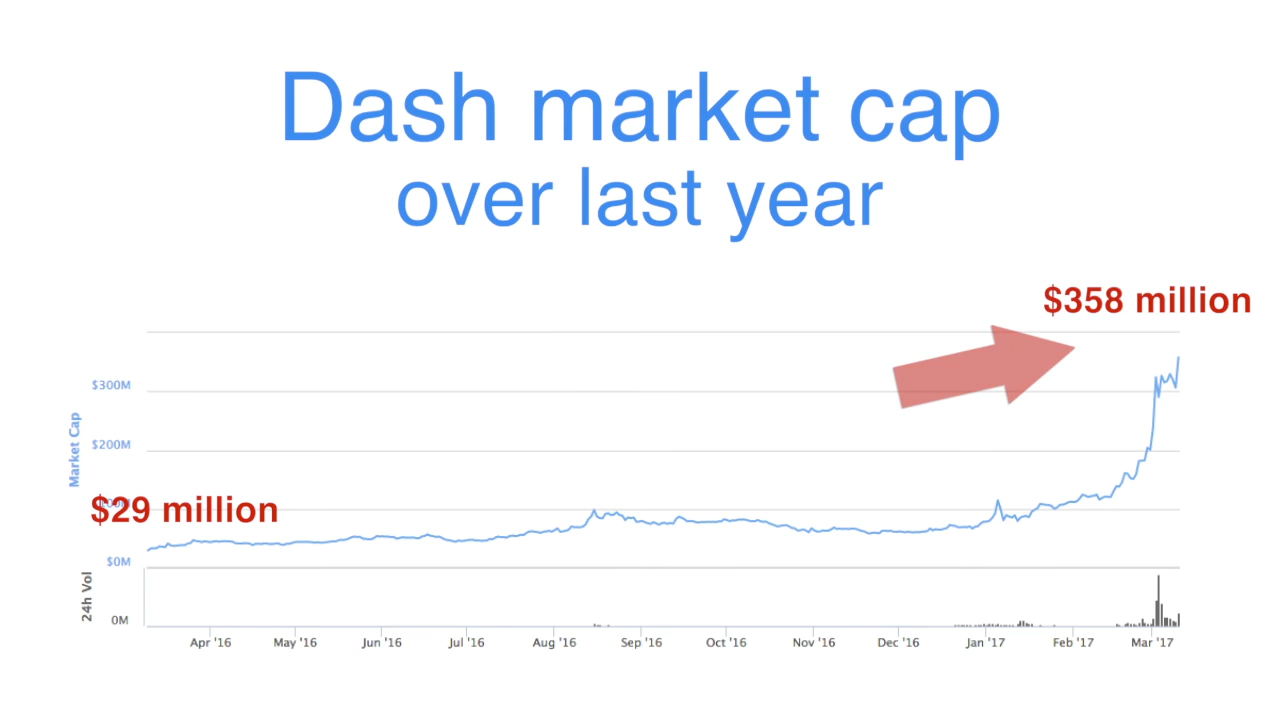 Dash market cap
over last year
$358 million
$300M
$200M
$29 million
$0M
Market Cap
24h Vol
0M
Apr '16 May '16 Jun '16 Jul '16 Aug '16 Sep '16 Oct '16 Nov '16 Dec '16 Jan '17 Feb '17 Mar '17